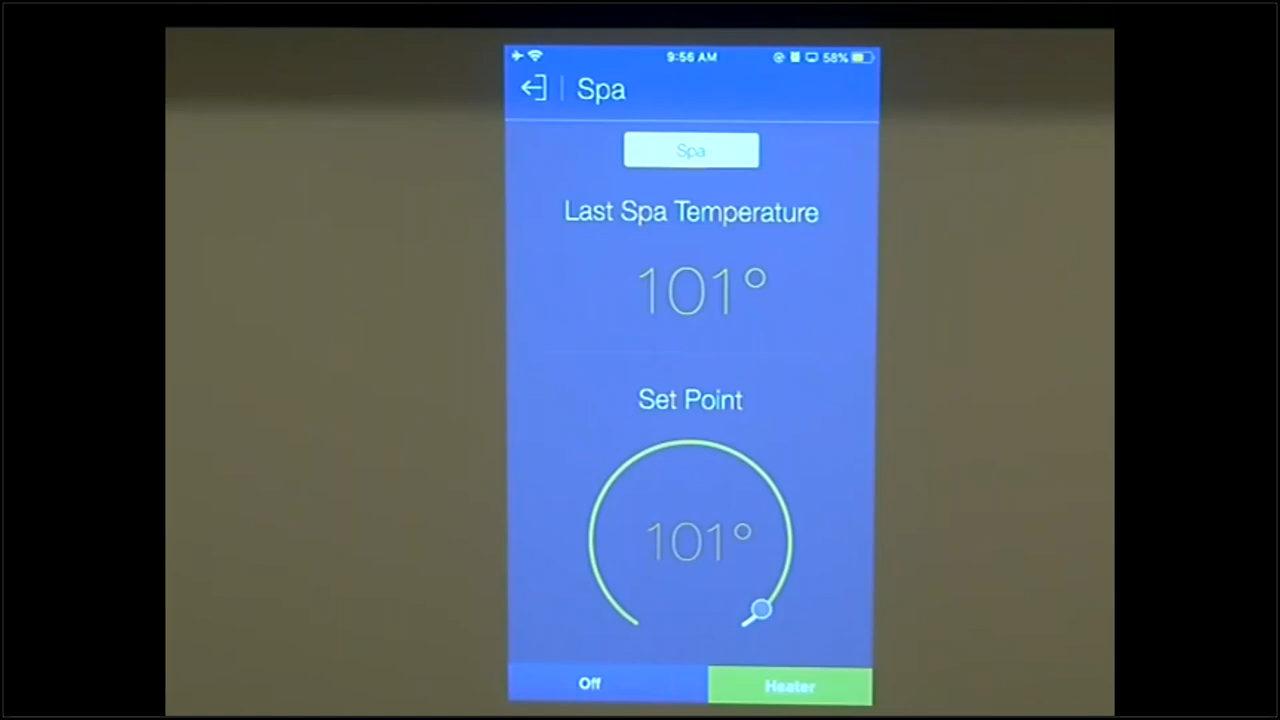 9:56 AM 58%
Spa
Spa
Last Spa Temperature
101°
Set Point
101°
Off Heater